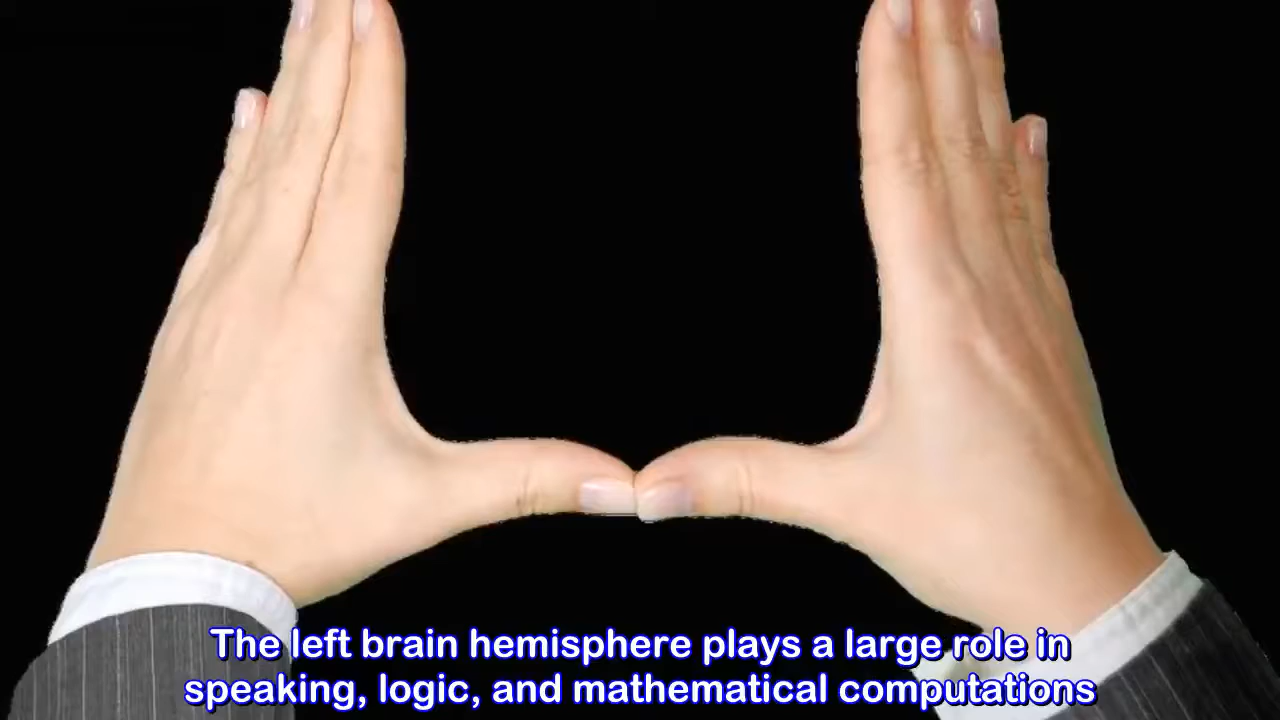 The left brain hemisphere plays a large role in
speaking, logic, and mathematical computations